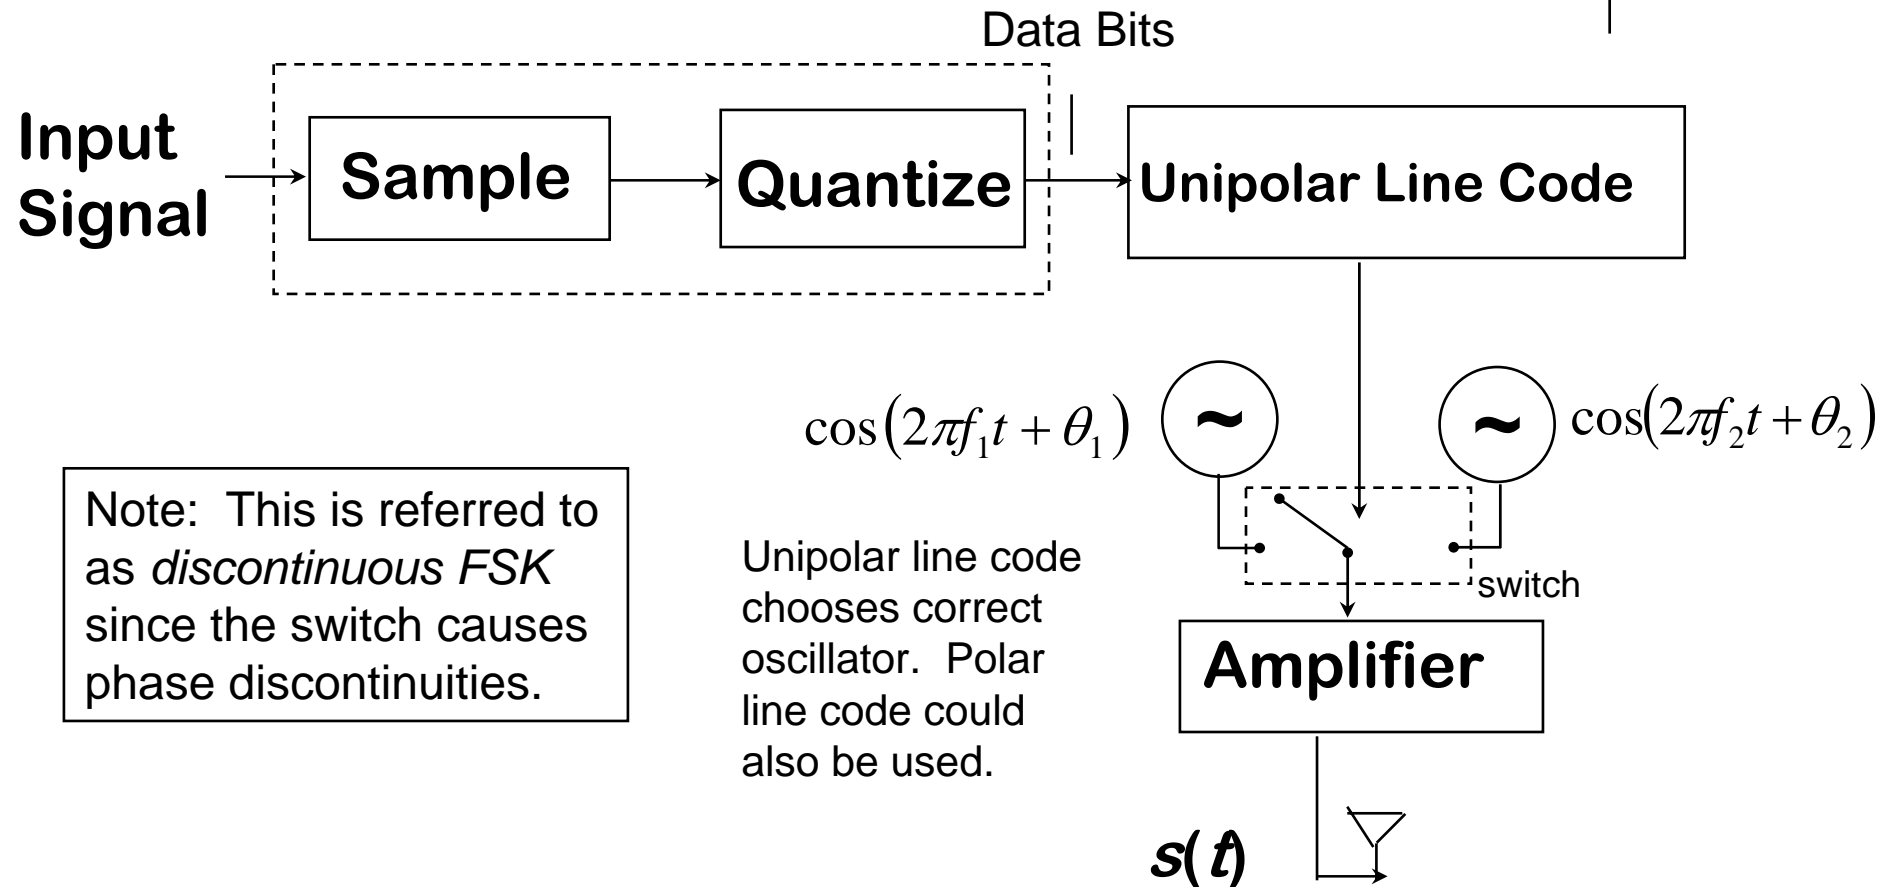 Data Bits
Input
Signal
Sample
Quantize
Unipolar Line Code
cos(2πf₁t + θ₁)
~
~
cos(2πf₂t + θ₂)
Note: This is referred to
as discontinuous FSK
since the switch causes
phase discontinuities.
Unipolar line code
chooses correct
oscillator. Polar
line code could
also be used.
switch
Amplifier
s(t)